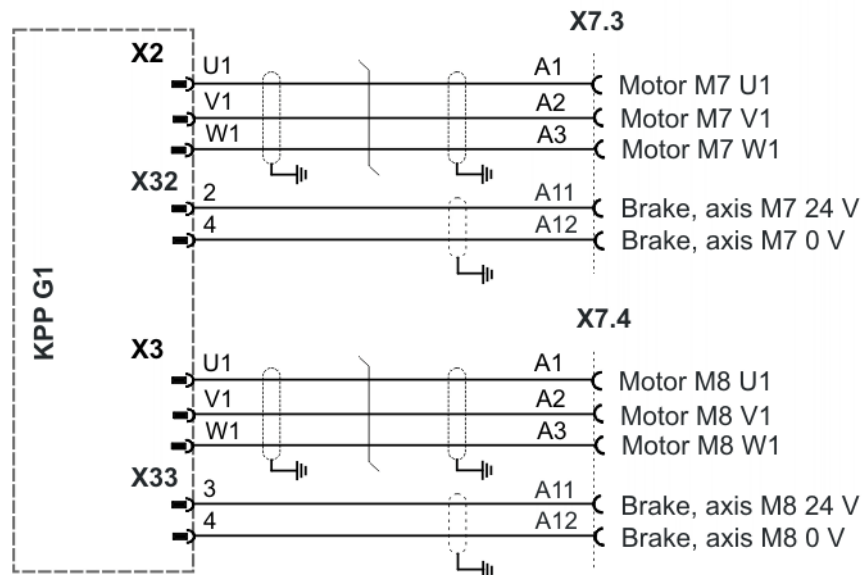 X7.3
X2
U1 A1 Motor M7 U1
V1 A2 Motor M7 V1
W1 A3 Motor M7 W1
X32
2 A11 Brake, axis M7 24 V
4 A12 Brake, axis M7 0 V
KPP G1
X7.4
X3
U1 A1 Motor M8 U1
V1 A2 Motor M8 V1
W1 A3 Motor M8 W1
X33
3 A11 Brake, axis M8 24 V
4 A12 Brake, axis M8 0 V